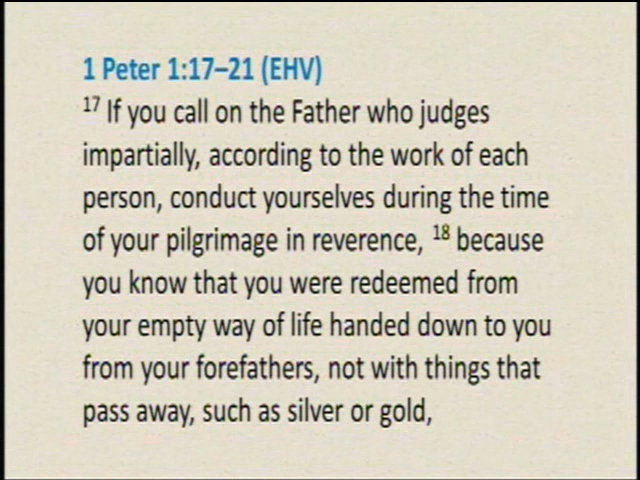 1 Peter 1:17–21 (EHV)
17 If you call on the Father who judges
impartially, according to the work of each
person, conduct yourselves during the time
of your pilgrimage in reverence, 18 because
you know that you were redeemed from
your empty way of life handed down to you
from your forefathers, not with things that
pass away, such as silver or gold,